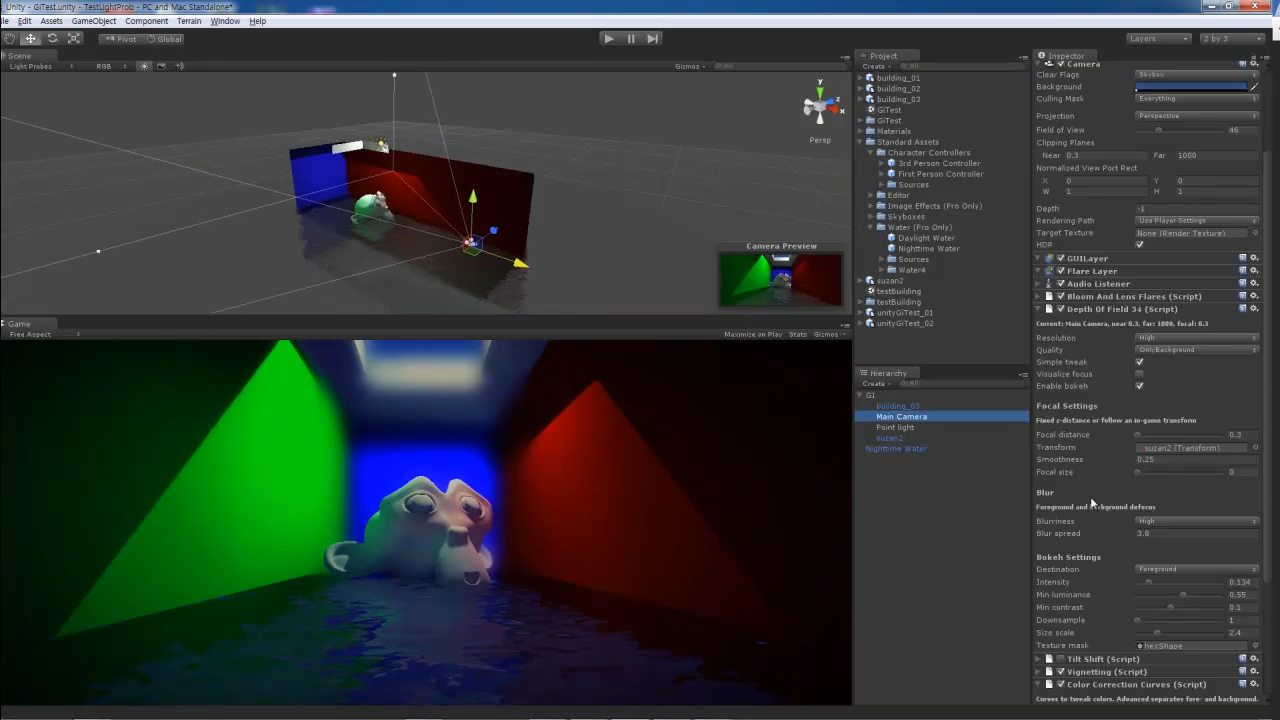 Unity - GiTest.unity - TestLightProb - PC and Mac Standalone*
Edit Assets GameObject Component Terrain Window Help
Pivot Global Layers 2 by 3
Scene
Light Probes RGB Gizmos All
y
z
x
Persp
Camera Preview
Game
Free Aspect Maximize on Play Stats Gizmos
Project
Create All
building_01
building_02
building_03
GiTest
GiTest
Materials
Standard Assets
Character Controllers
3rd Person Controller
First Person Controller
Sources
Editor
Image Effects (Pro Only)
Skyboxes
Water (Pro Only)
Daylight Water
Nighttime Water
Sources
Water4
suzan2
testBuilding
testBuilding
unityGiTest_01
unityGiTest_02
Hierarchy
Create All
GI
building_03
Main Camera
Point light
suzan2
Nighttime Water
Inspector
Camera
Clear Flags Skybox
Background
Culling Mask Everything
Projection Perspective
Field of View 46
Clipping Planes
Near 0.3 Far 1000
Normalized View Port Rect
X 0 Y 0
W 1 H 1
Depth -1
Rendering Path Use Player Settings
Target Texture None (Render Texture)
HDR
GUILayer
Flare Layer
Audio Listener
Bloom And Lens Flares (Script)
Depth Of Field 34 (Script)
Current: Main Camera, near 0.3, far: 1000, focal: 0.3
Resolution High
Quality OnlyBackground
Simple tweak
Visualize focus
Enable bokeh
Focal Settings
Fixed z-distance or follow an in-game transform
Focal distance 0.3
Transform suzan2 (Transform)
Smoothness 0.25
Focal size 0
Blur
Foreground and background defocus
Blurriness High
Blur spread 3.8
Bokeh Settings
Destination Foreground
Intensity 0.134
Min luminance 0.55
Min contrast 0.1
Downsample 1
Size scale 2.4
Texture mask hexShape
Tilt Shift (Script)
Vignetting (Script)
Color Correction Curves (Script)
Curves to tweak colors. Advanced separates fore- and background.